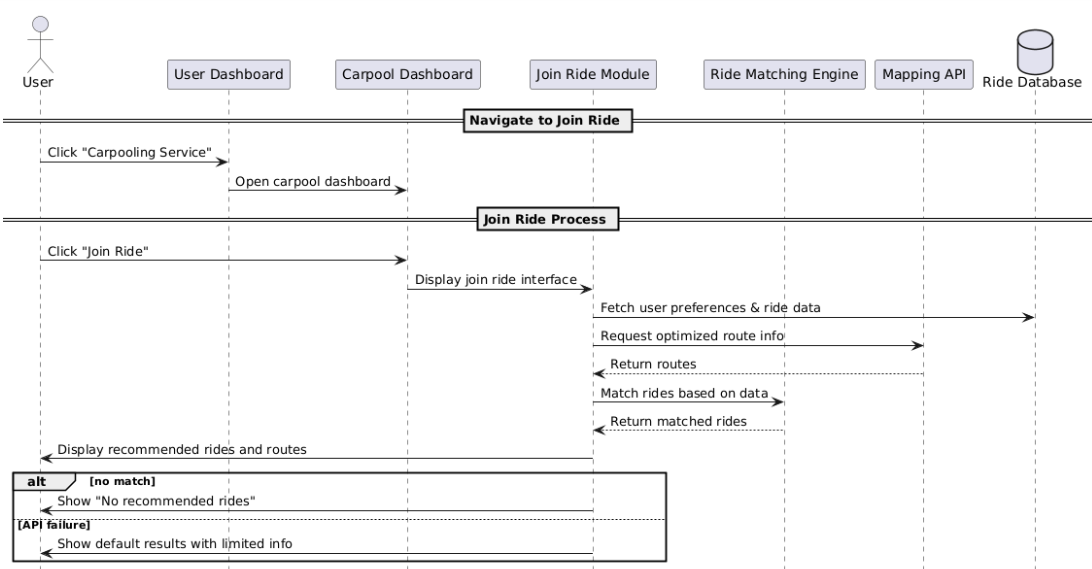 User
User Dashboard
Carpool Dashboard
Join Ride Module
Ride Matching Engine
Mapping API
Ride Database
Navigate to Join Ride
Click "Carpooling Service"
Open carpool dashboard
Join Ride Process
Click "Join Ride"
Display join ride interface
Fetch user preferences & ride data
Request optimized route info
Return routes
Match rides based on data
Return matched rides
Display recommended rides and routes
alt [no match]
Show "No recommended rides"
[API failure]
Show default results with limited info